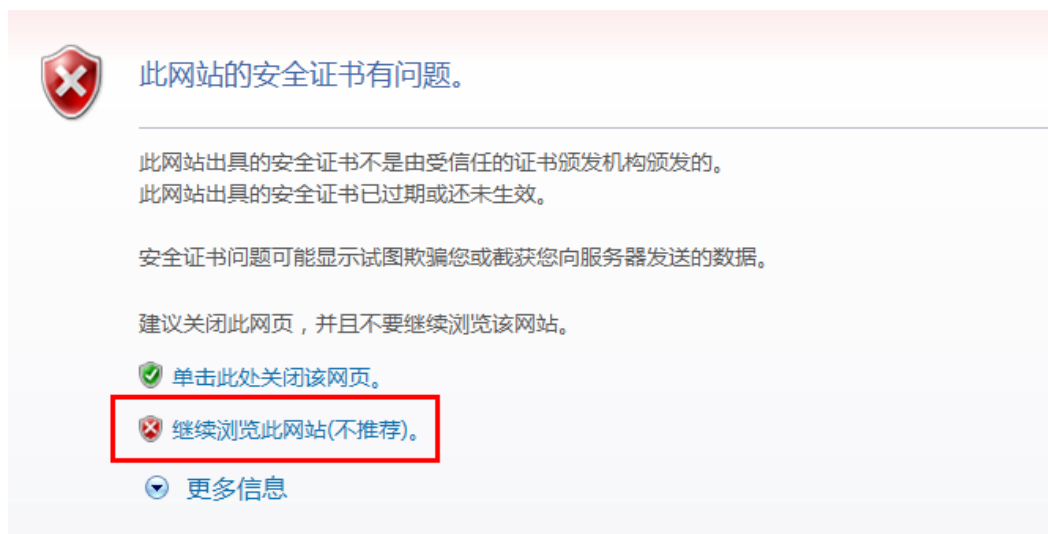 此网站的安全证书有问题。
此网站出具的安全证书不是由受信任的证书颁发机构颁发的。
此网站出具的安全证书已过期或还未生效。
安全证书问题可能显示试图欺骗您或截获您向服务器发送的数据。
建议关闭此网页，并且不要继续浏览该网站。
单击此处关闭该网页。
继续浏览此网站(不推荐)。
更多信息